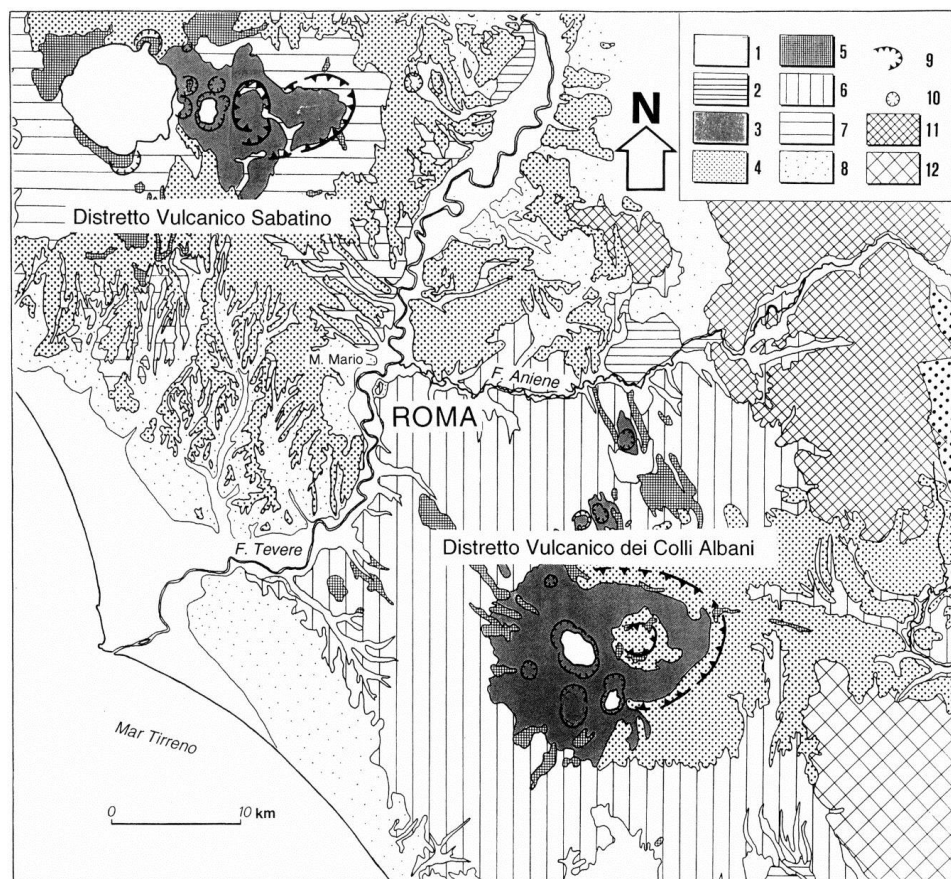 N
1
2
3
4
5
6
7
8
9
10
11
12
Distretto Vulcanico Sabatino
M. Mario
F. Aniene
ROMA
F. Tevere
Distretto Vulcanico dei Colli Albani
Mar Tirreno
0 10 km